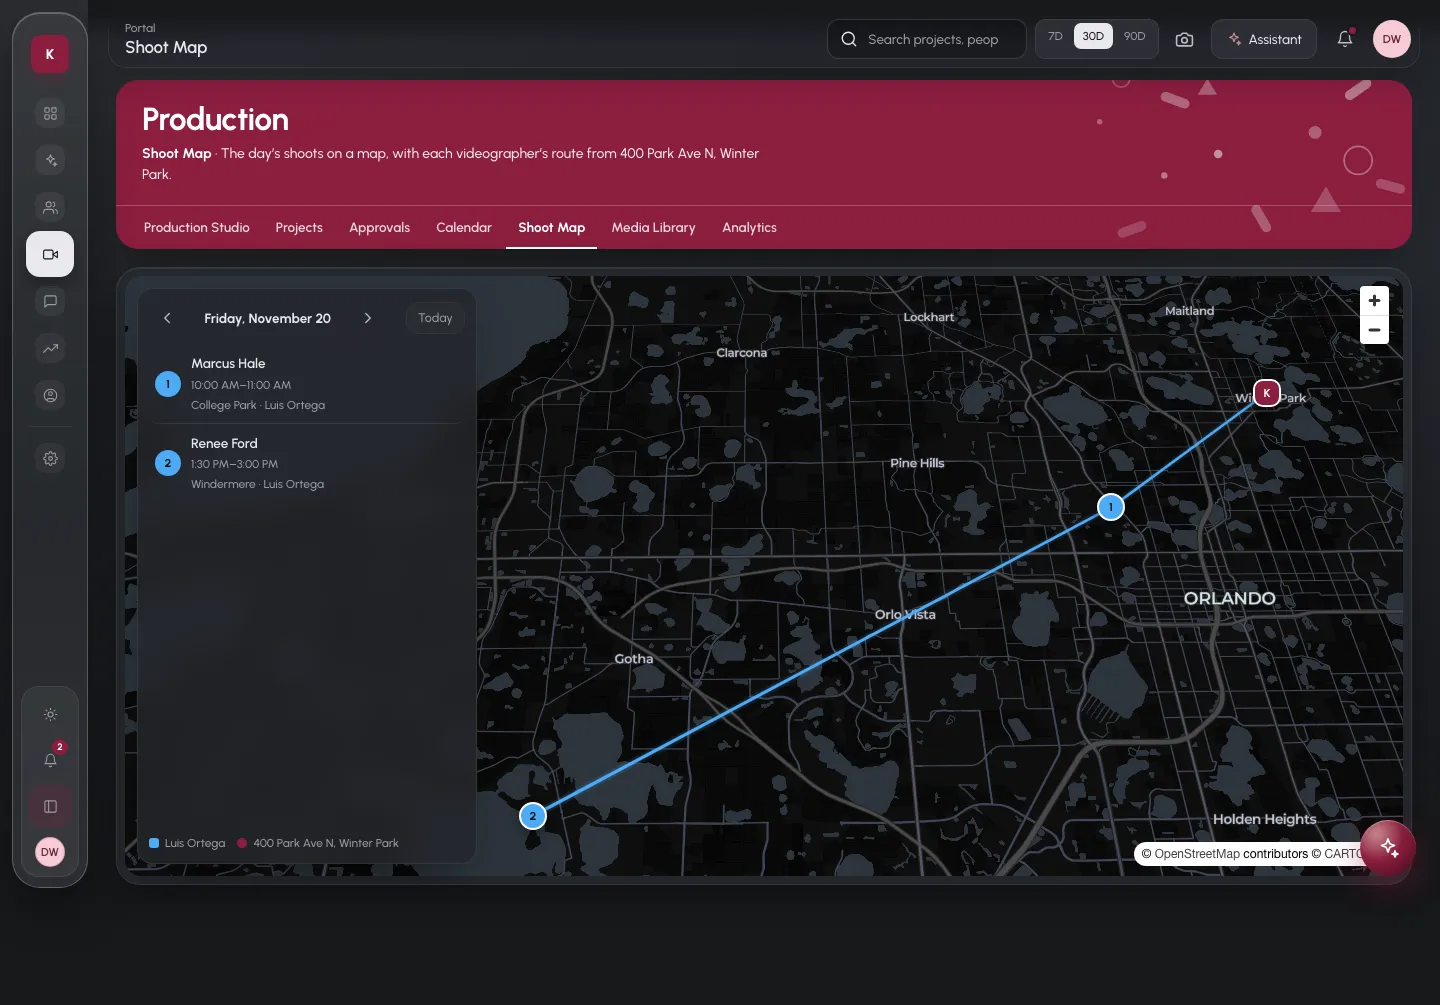 K
Portal
Shoot Map
Search projects, peop
7D
30D
90D
Assistant
DW
Production
Shoot Map · The day's shoots on a map, with each videographer's route from 400 Park Ave N, Winter
Park.
Production Studio
Projects
Approvals
Calendar
Shoot Map
Media Library
Analytics
Friday, November 20
Today
Marcus Hale
1
10:00 AM–11:00 AM
College Park · Luis Ortega
Renee Ford
2
1:30 PM–3:00 PM
Windermere · Luis Ortega
Luis Ortega
400 Park Ave N, Winter Park
Lockhart
Maitland
Clarcona
K
Park
Pine Hills
1
ORLANDO
Orlo Vista
Gotha
2
Holden Heights
+
−
© OpenStreetMap contributors © CARTO
2
DW